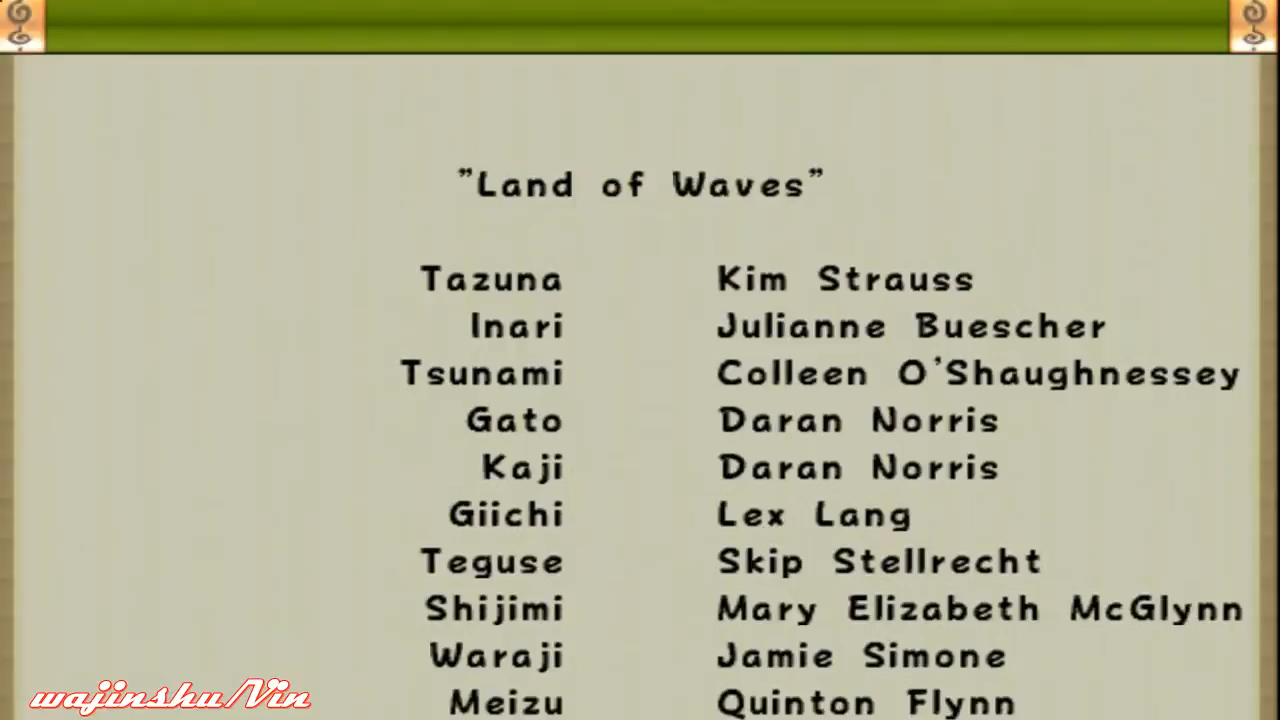 "Land of Waves"
Tazuna Kim Strauss
Inari Julianne Buescher
Tsunami Colleen O'Shaughnessey
Gato Daran Norris
Kaji Daran Norris
Giichi Lex Lang
Teguse Skip Stellrecht
Shijimi Mary Elizabeth McGlynn
Waraji Jamie Simone
Meizu Quinton Flynn
wajinshu/Vin